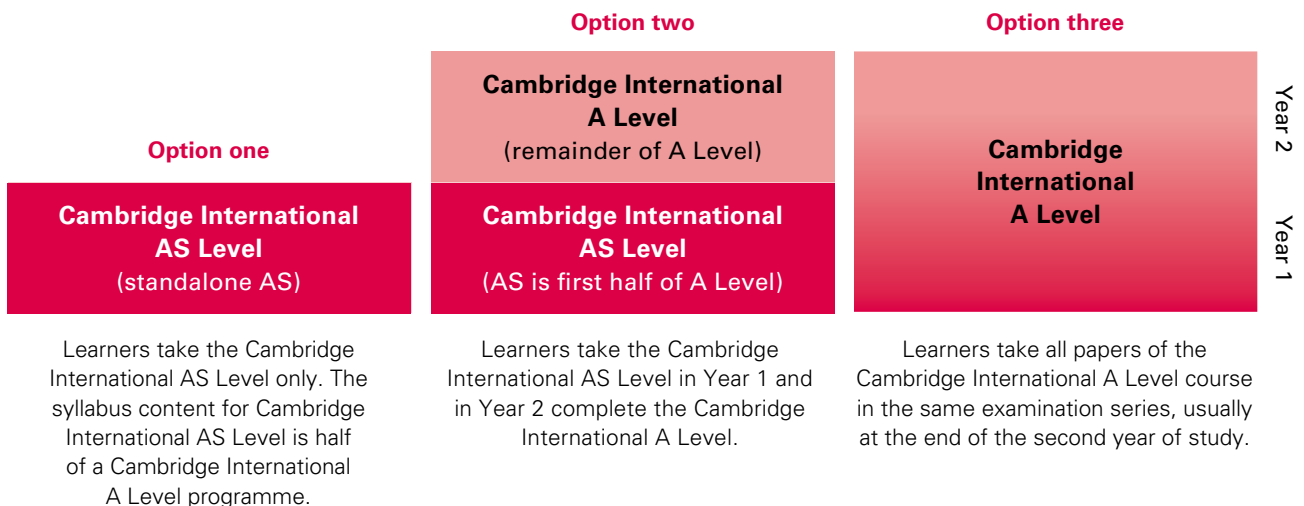 Option one
Cambridge International
AS Level
(standalone AS)
Learners take the Cambridge
International AS Level only. The
syllabus content for Cambridge
International AS Level is half
of a Cambridge International
A Level programme.
Option two
Cambridge International
A Level
(remainder of A Level)
Cambridge International
AS Level
(AS is first half of A Level)
Learners take the Cambridge
International AS Level in Year 1 and
in Year 2 complete the Cambridge
International A Level.
Option three
Cambridge
International
A Level
Learners take all papers of the
Cambridge International A Level course
in the same examination series, usually
at the end of the second year of study.
Year 2
Year 1